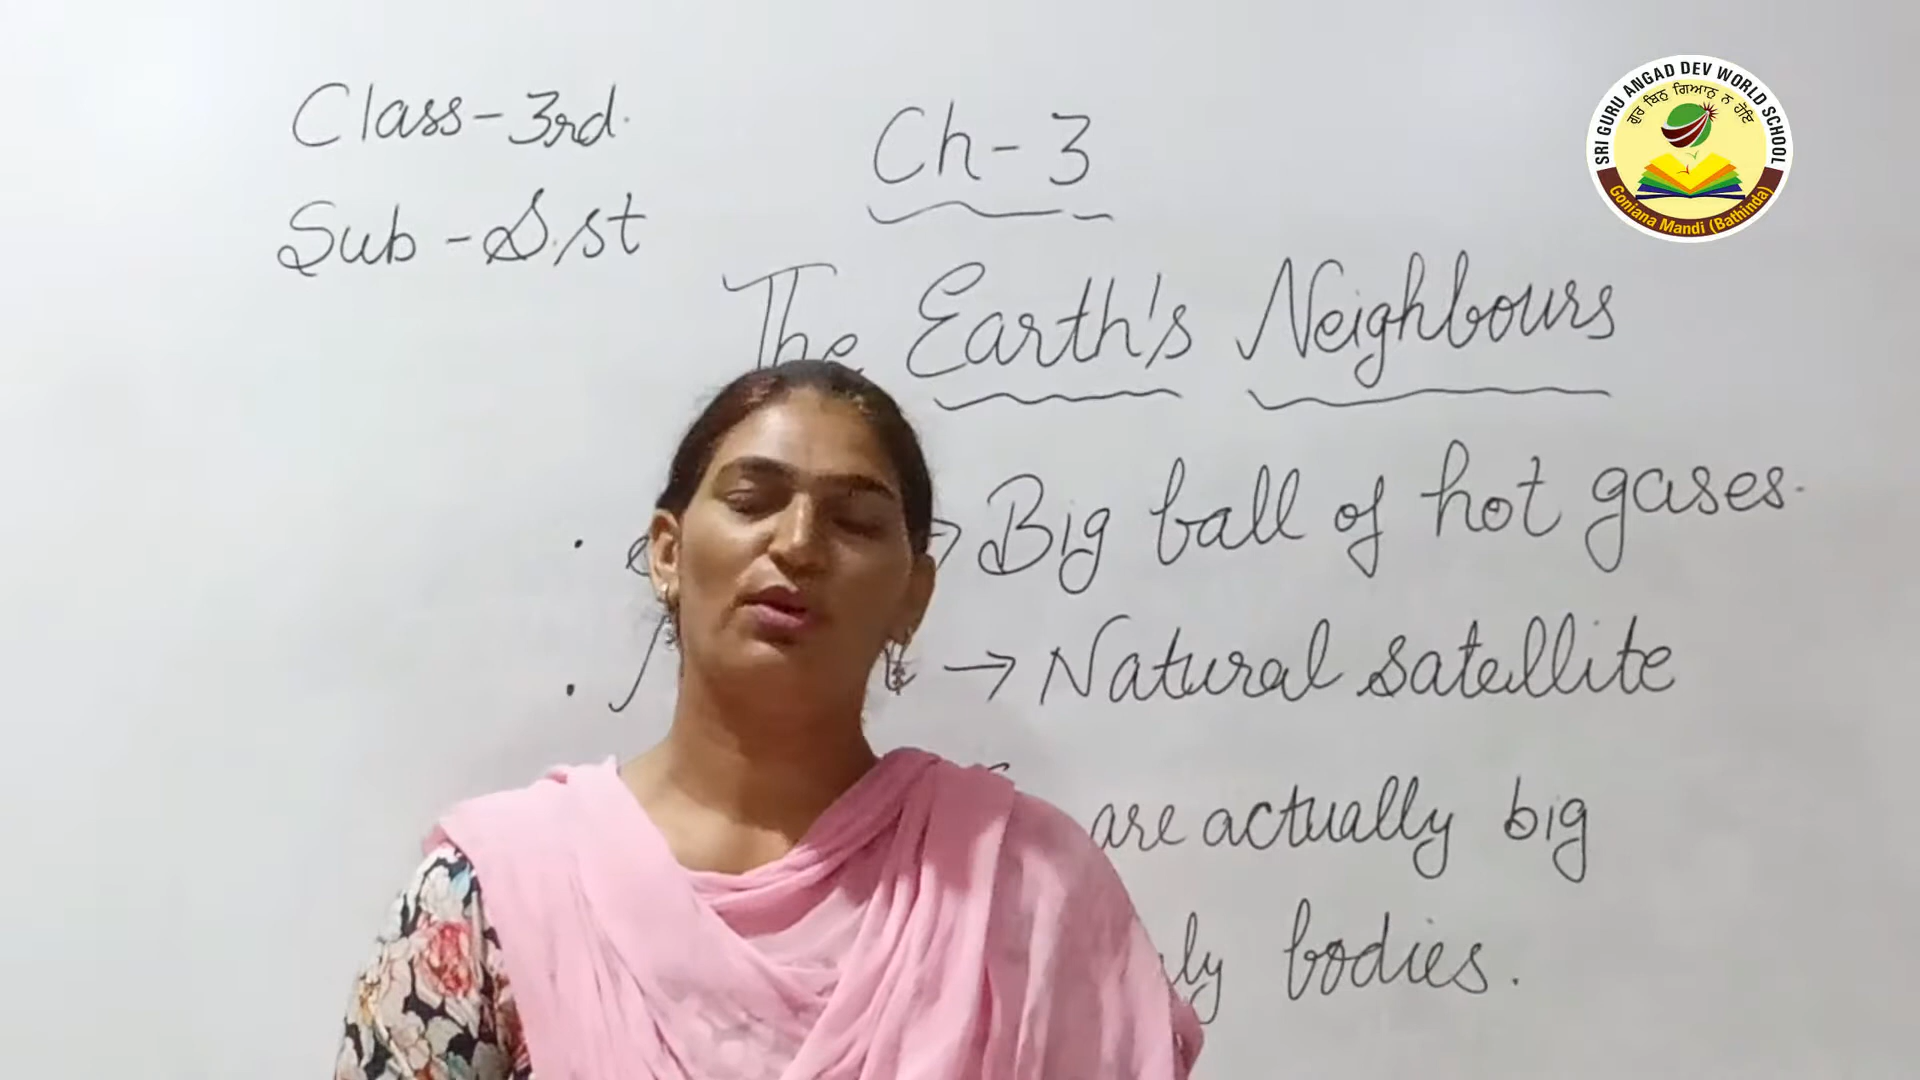 Class-3rd.
Sub-S.st
Ch-3
The Earth's Neighbours
Big ball of hot gases.
→ Natural satellite
are actually big
bodies.
SRI GURU ANGAD DEV WORLD SCHOOL
ਗੁਰ ਬਿਨੁ ਗਿਆਨੁ ਨ ਹੋਇ
Goniana Mandi (Bathinda)